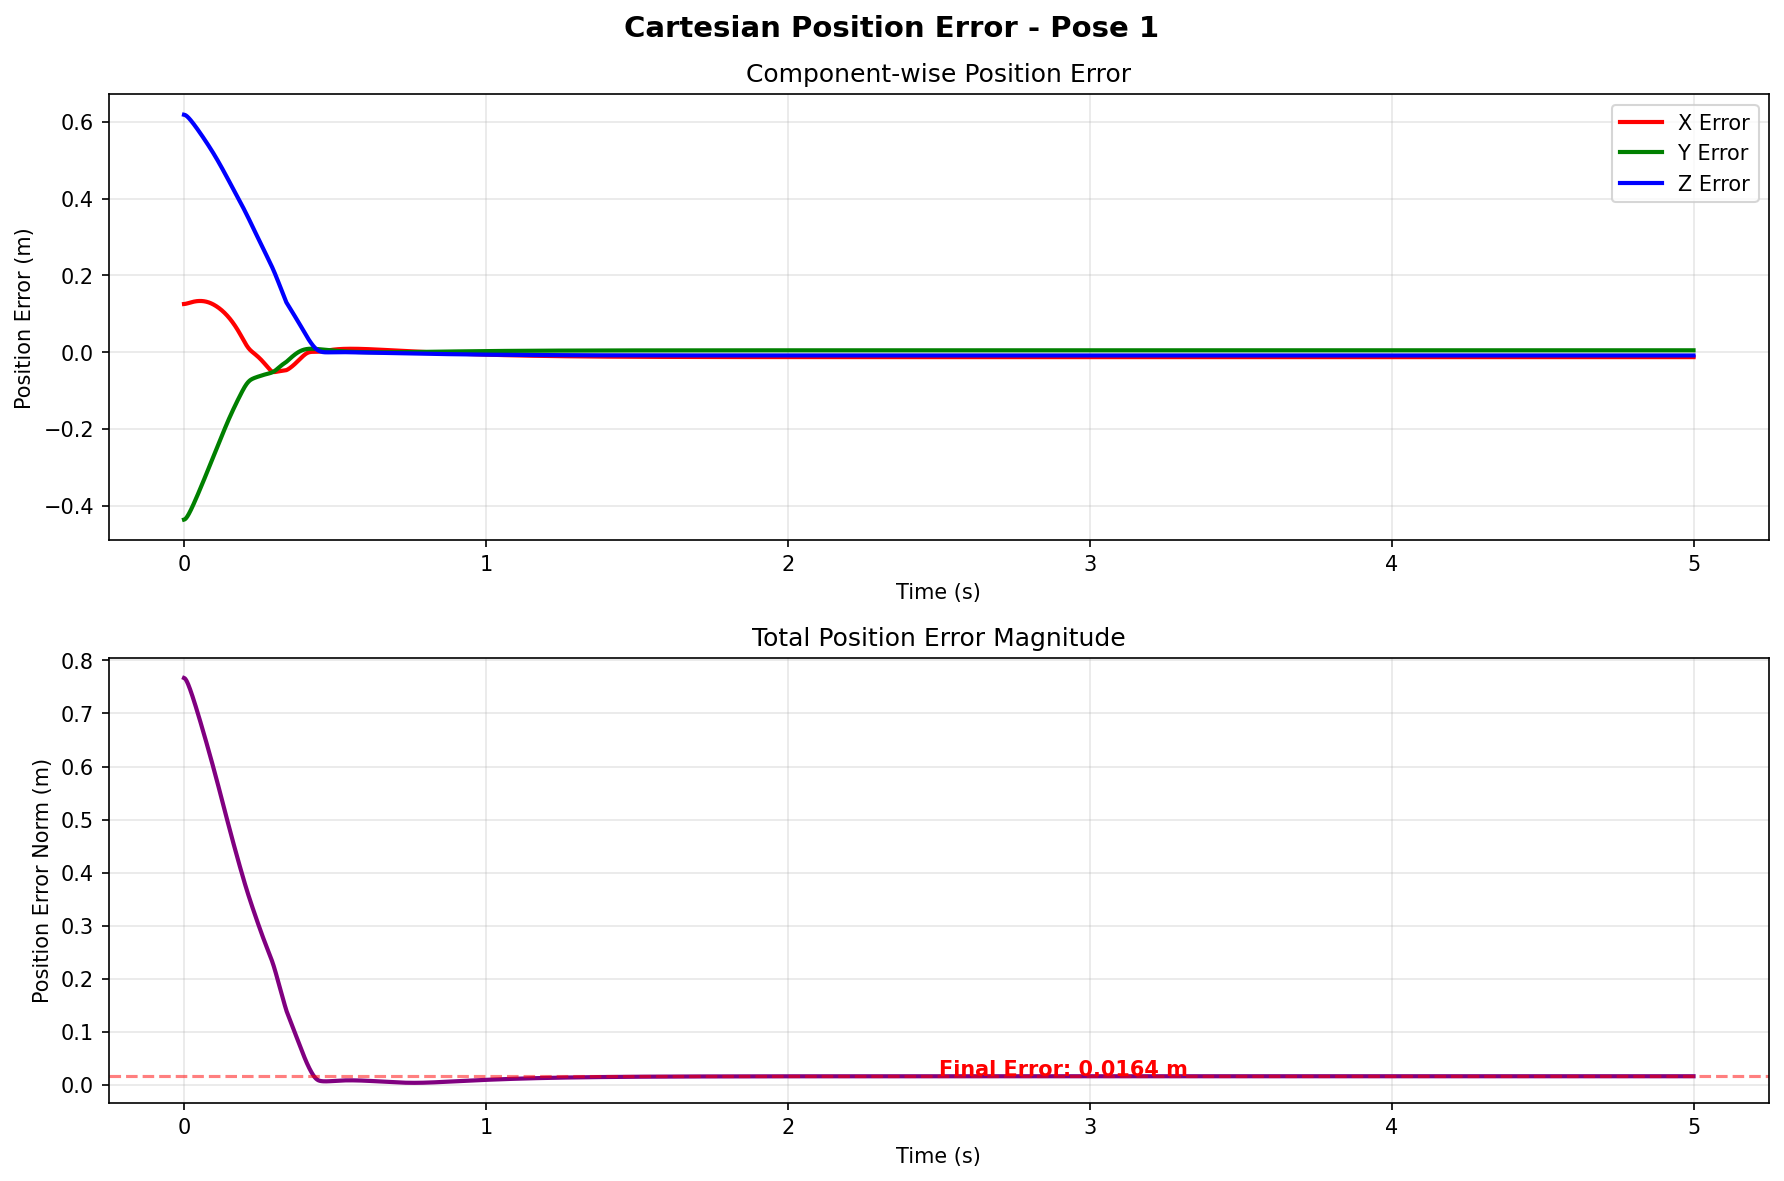 Cartesian Position Error - Pose 1
Component-wise Position Error
Position Error (m)
0.6
0.4
0.2
0.0
−0.2
−0.4
X Error
Y Error
Z Error
0 1 2 3 4 5
Time (s)
Total Position Error Magnitude
Position Error Norm (m)
0.8
0.7
0.6
0.5
0.4
0.3
0.2
0.1
0.0
Final Error: 0.0164 m
0 1 2 3 4 5
Time (s)